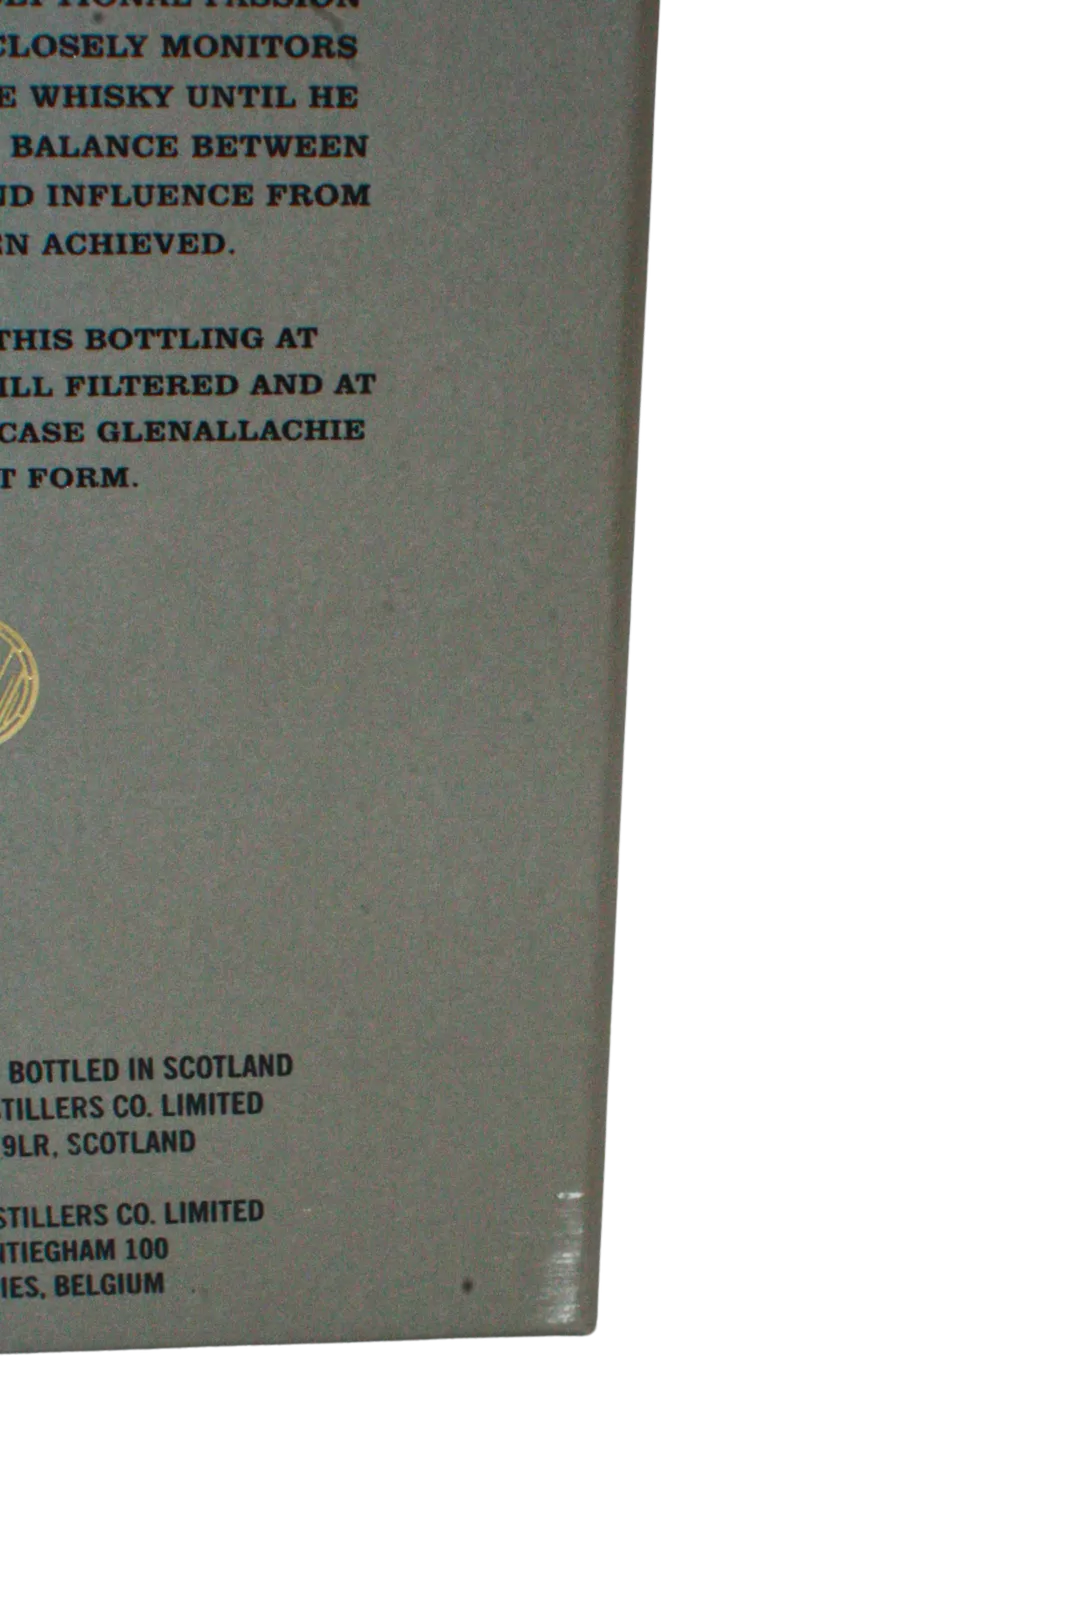 CLOSELY MONITORS
E WHISKY UNTIL HE
BALANCE BETWEEN
ND INFLUENCE FROM
EN ACHIEVED.
THIS BOTTLING AT
ILL FILTERED AND AT
CASE GLENALLACHIE
T FORM.
BOTTLED IN SCOTLAND
STILLERS CO. LIMITED
9LR, SCOTLAND
STILLERS CO. LIMITED
NTIEGHAM 100
IES, BELGIUM